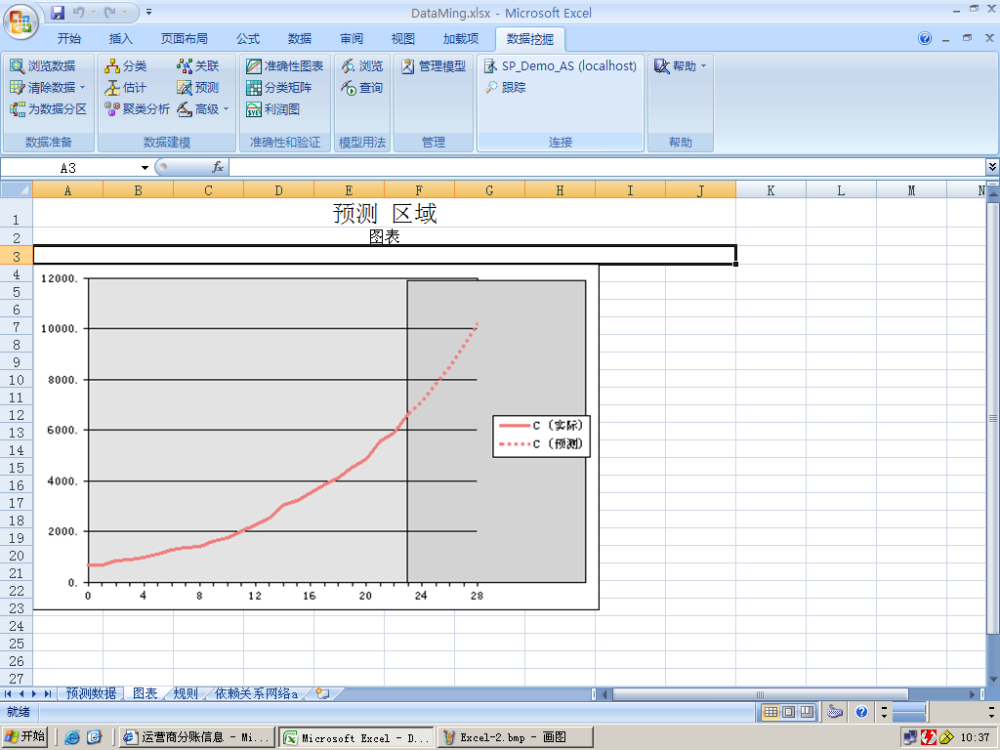 DataMing.xlsx - Microsoft Excel
开始 插入 页面布局 公式 数据 审阅 视图 加载项 数据挖掘
浏览数据 分类 关联 准确性图表 浏览 管理模型 SP_Demo_AS (localhost) 帮助
清除数据 估计 预测 分类矩阵 查询 跟踪
为数据分区 聚类分析 高级 利润图
数据准备 数据建模 准确性和验证 模型用法 管理 连接 帮助
A3 fx
A B C D E F G H I J K L M N
1 预测 区域
2 图表
3
4 12000.
5
6
7 10000.
8
9
10 8000.
11
12 C (实际)
13 6000. C (预测)
14
15
16 4000.
17
18
19 2000.
20
21
22 0.
0 4 8 12 16 20 24 28
23
24
25
26
27
预测数据 图表 规则 依赖关系网络a
就绪
开始 运营商分账信息 - Mi... Microsoft Excel - D... Excel-2.bmp - 画图 10:37